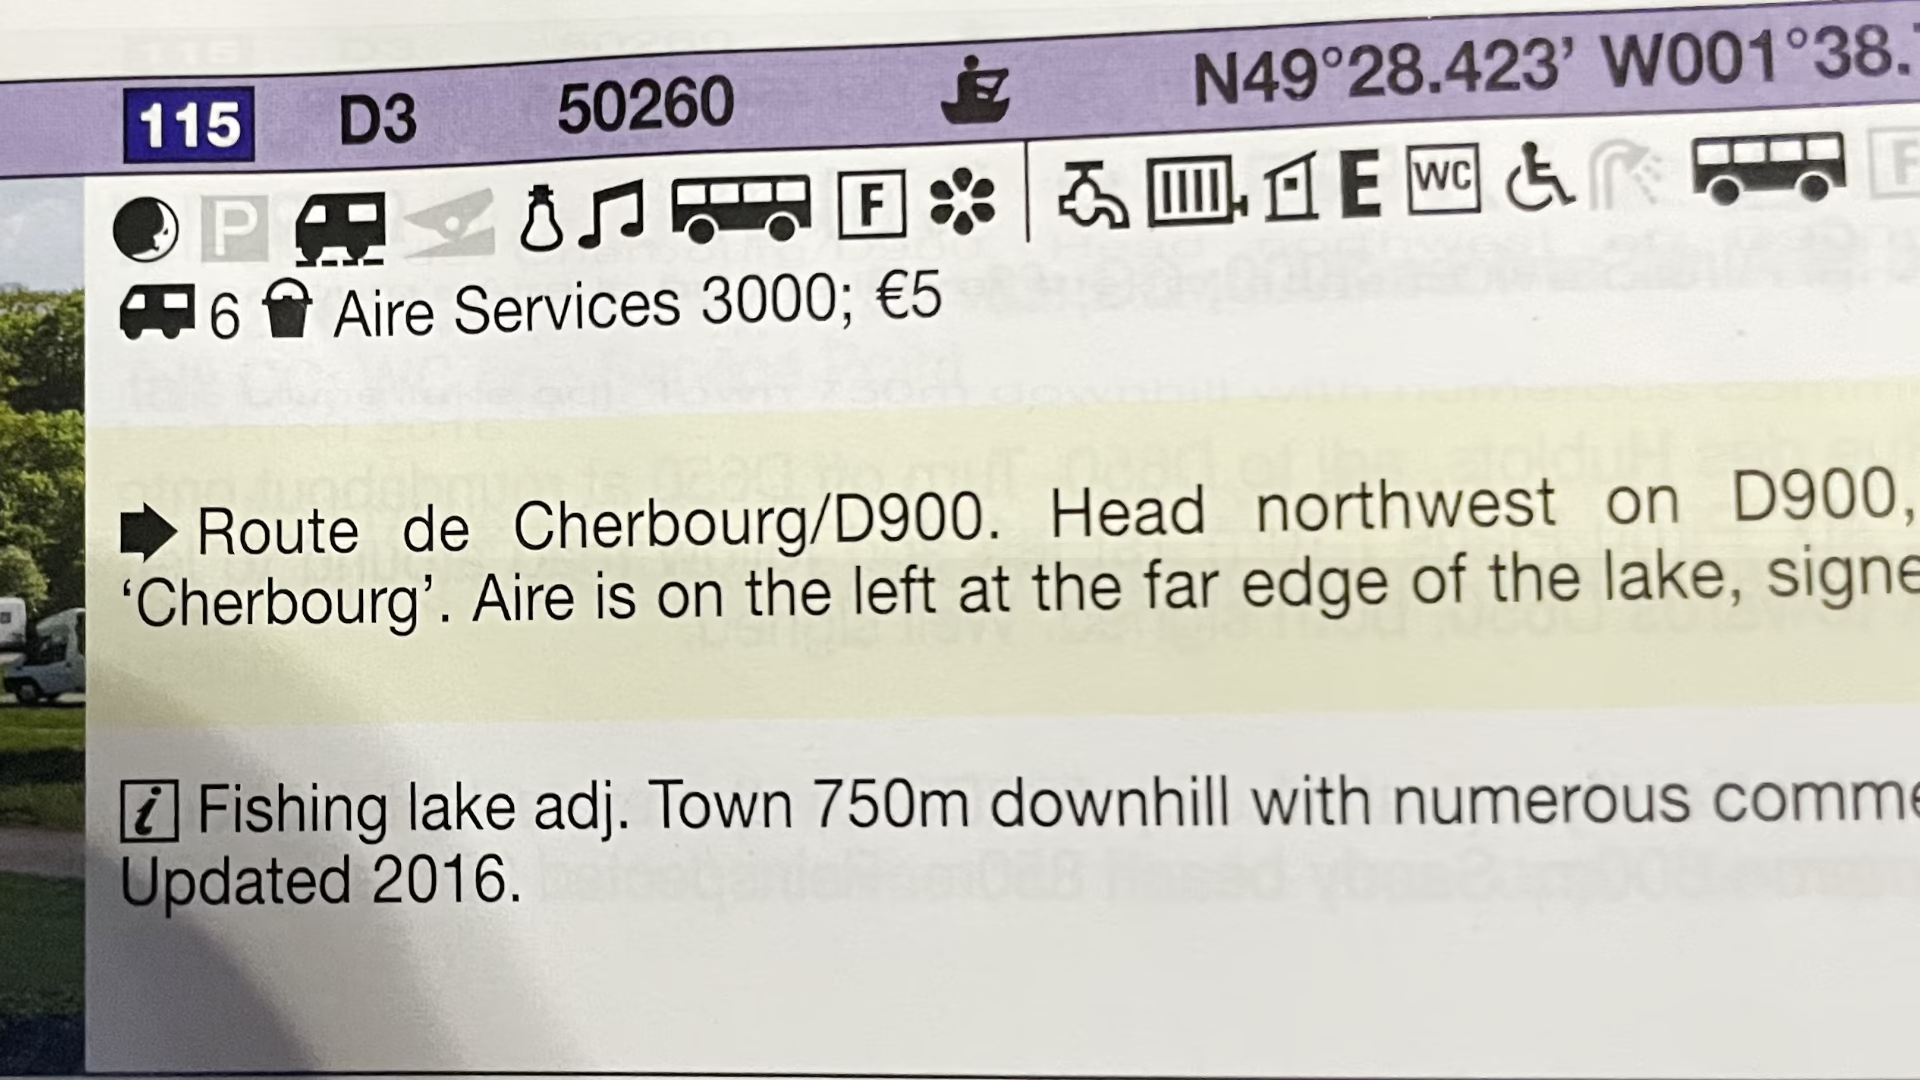 115 D3 50260 N49°28.423' W001°38.
P F E WC F
6 Aire Services 3000; €5
Route de Cherbourg/D900. Head northwest on D900,
‘Cherbourg’. Aire is on the left at the far edge of the lake, signe
i Fishing lake adj. Town 750m downhill with numerous comme
Updated 2016.